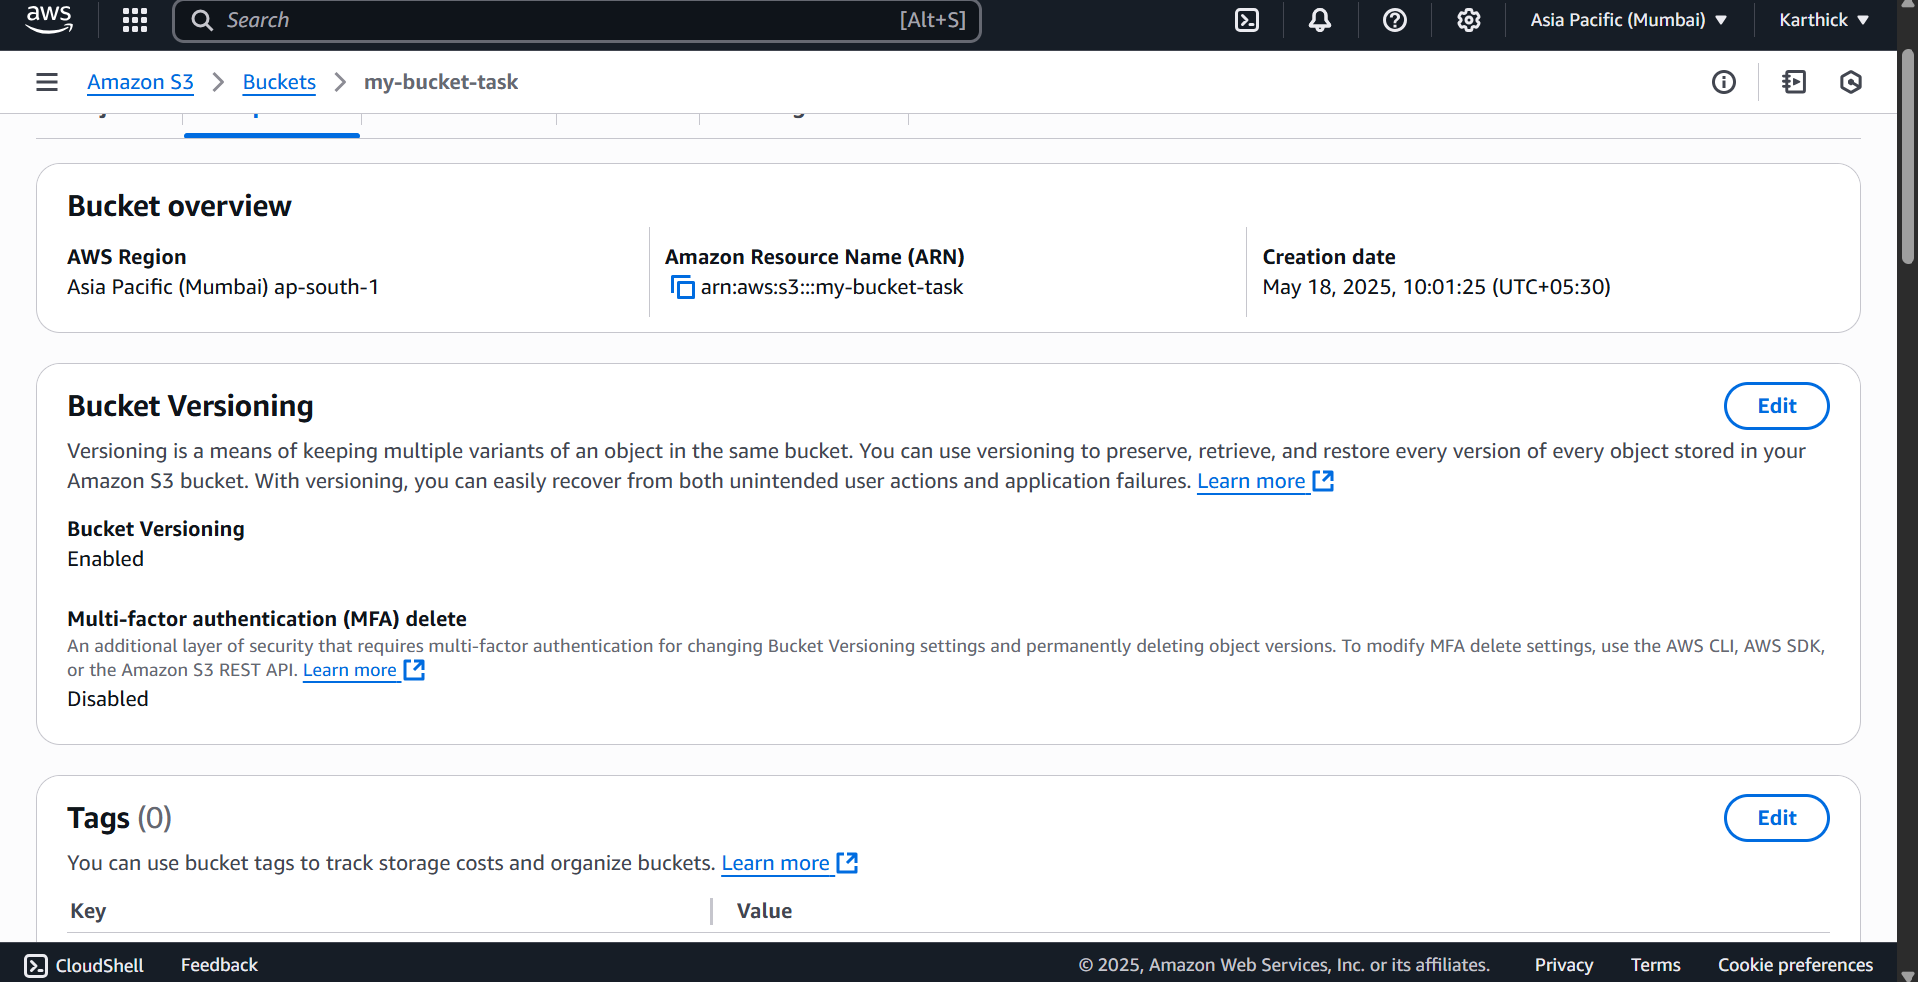 aws Search [Alt+S] Asia Pacific (Mumbai) ▼ Karthick ▼
Amazon S3 > Buckets > my-bucket-task
Bucket overview
AWS Region
Asia Pacific (Mumbai) ap-south-1
Amazon Resource Name (ARN)
arn:aws:s3:::my-bucket-task
Creation date
May 18, 2025, 10:01:25 (UTC+05:30)
Bucket Versioning
Edit
Versioning is a means of keeping multiple variants of an object in the same bucket. You can use versioning to preserve, retrieve, and restore every version of every object stored in your
Amazon S3 bucket. With versioning, you can easily recover from both unintended user actions and application failures. Learn more
Bucket Versioning
Enabled
Multi-factor authentication (MFA) delete
An additional layer of security that requires multi-factor authentication for changing Bucket Versioning settings and permanently deleting object versions. To modify MFA delete settings, use the AWS CLI, AWS SDK,
or the Amazon S3 REST API. Learn more
Disabled
Tags (0)
Edit
You can use bucket tags to track storage costs and organize buckets. Learn more
Key Value
CloudShell Feedback © 2025, Amazon Web Services, Inc. or its affiliates. Privacy Terms Cookie preferences